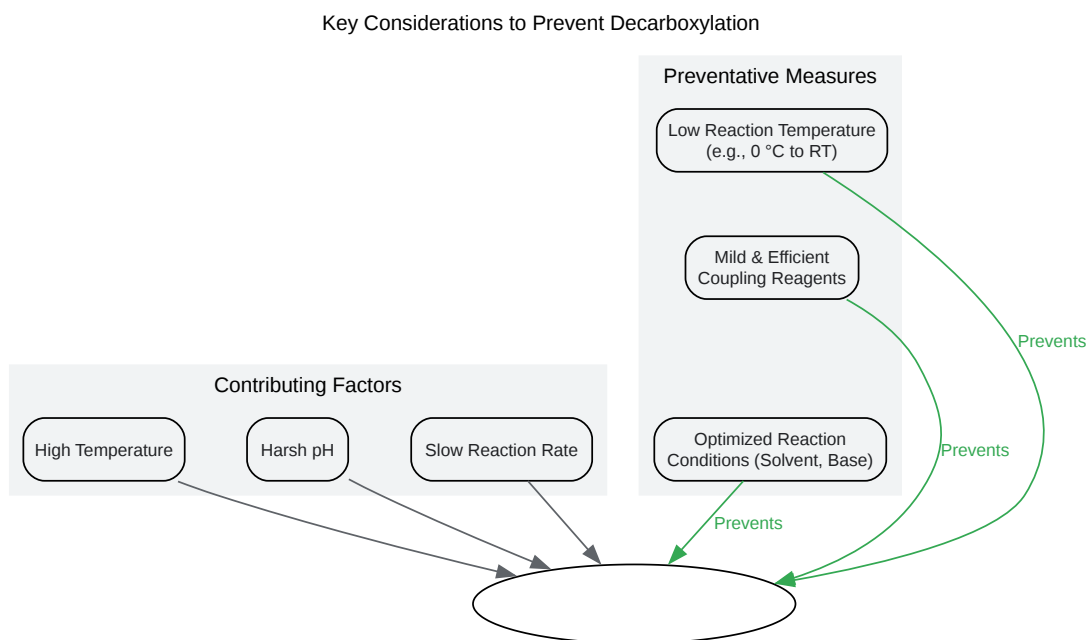 Key Considerations to Prevent Decarboxylation
Preventative Measures
Low Reaction Temperature
(e.g., 0 °C to RT)
Mild & Efficient
Coupling Reagents
Prevents
Contributing Factors
High Temperature
Harsh pH
Slow Reaction Rate
Optimized Reaction
Conditions (Solvent, Base)
Prevents
Prevents